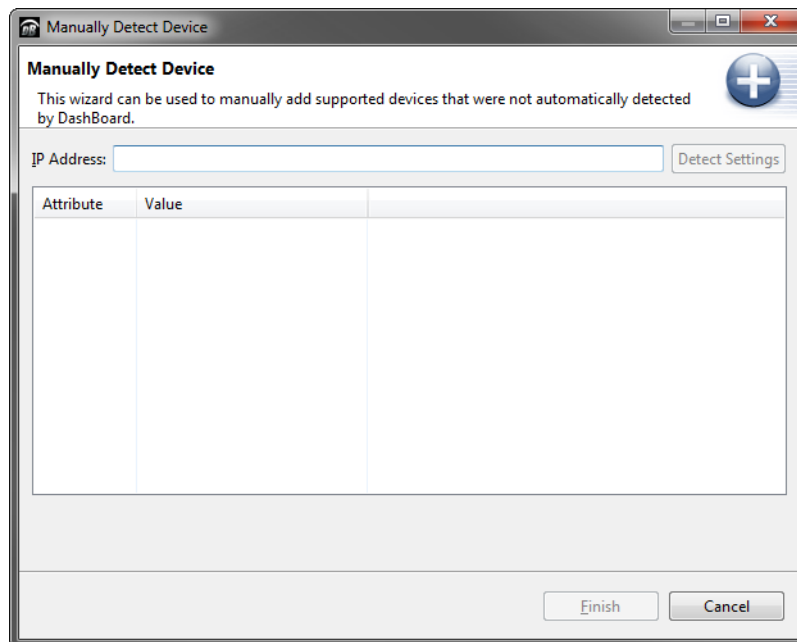 DB Manually Detect Device
Manually Detect Device
This wizard can be used to manually add supported devices that were not automatically detected
by DashBoard.
IP Address: Detect Settings
Attribute Value
Finish Cancel